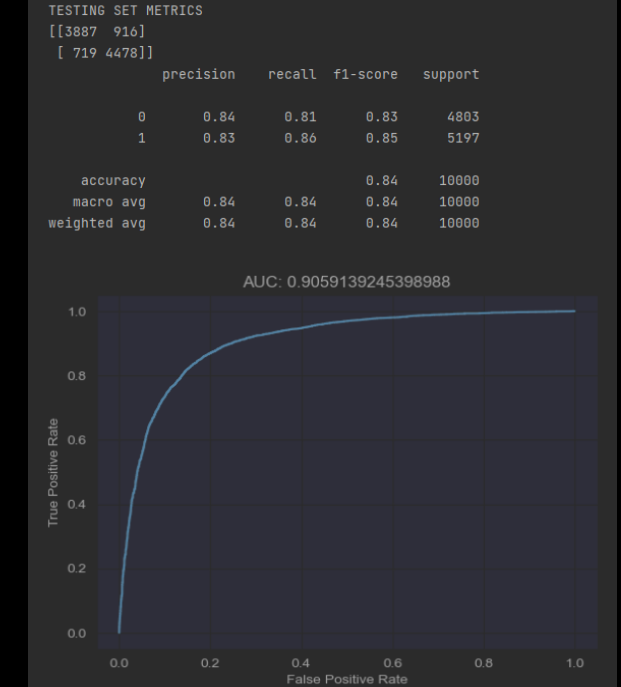 TESTING SET METRICS
[[3887  916]
 [ 719 4478]]
precision recall f1-score support
0 0.84 0.81 0.83 4803
1 0.83 0.86 0.85 5197
accuracy 0.84 10000
macro avg 0.84 0.84 0.84 10000
weighted avg 0.84 0.84 0.84 10000
AUC: 0.9059139245398988
1.0
0.8
0.6
0.4
0.2
0.0
True Positive Rate
0.0 0.2 0.4 0.6 0.8 1.0
False Positive Rate